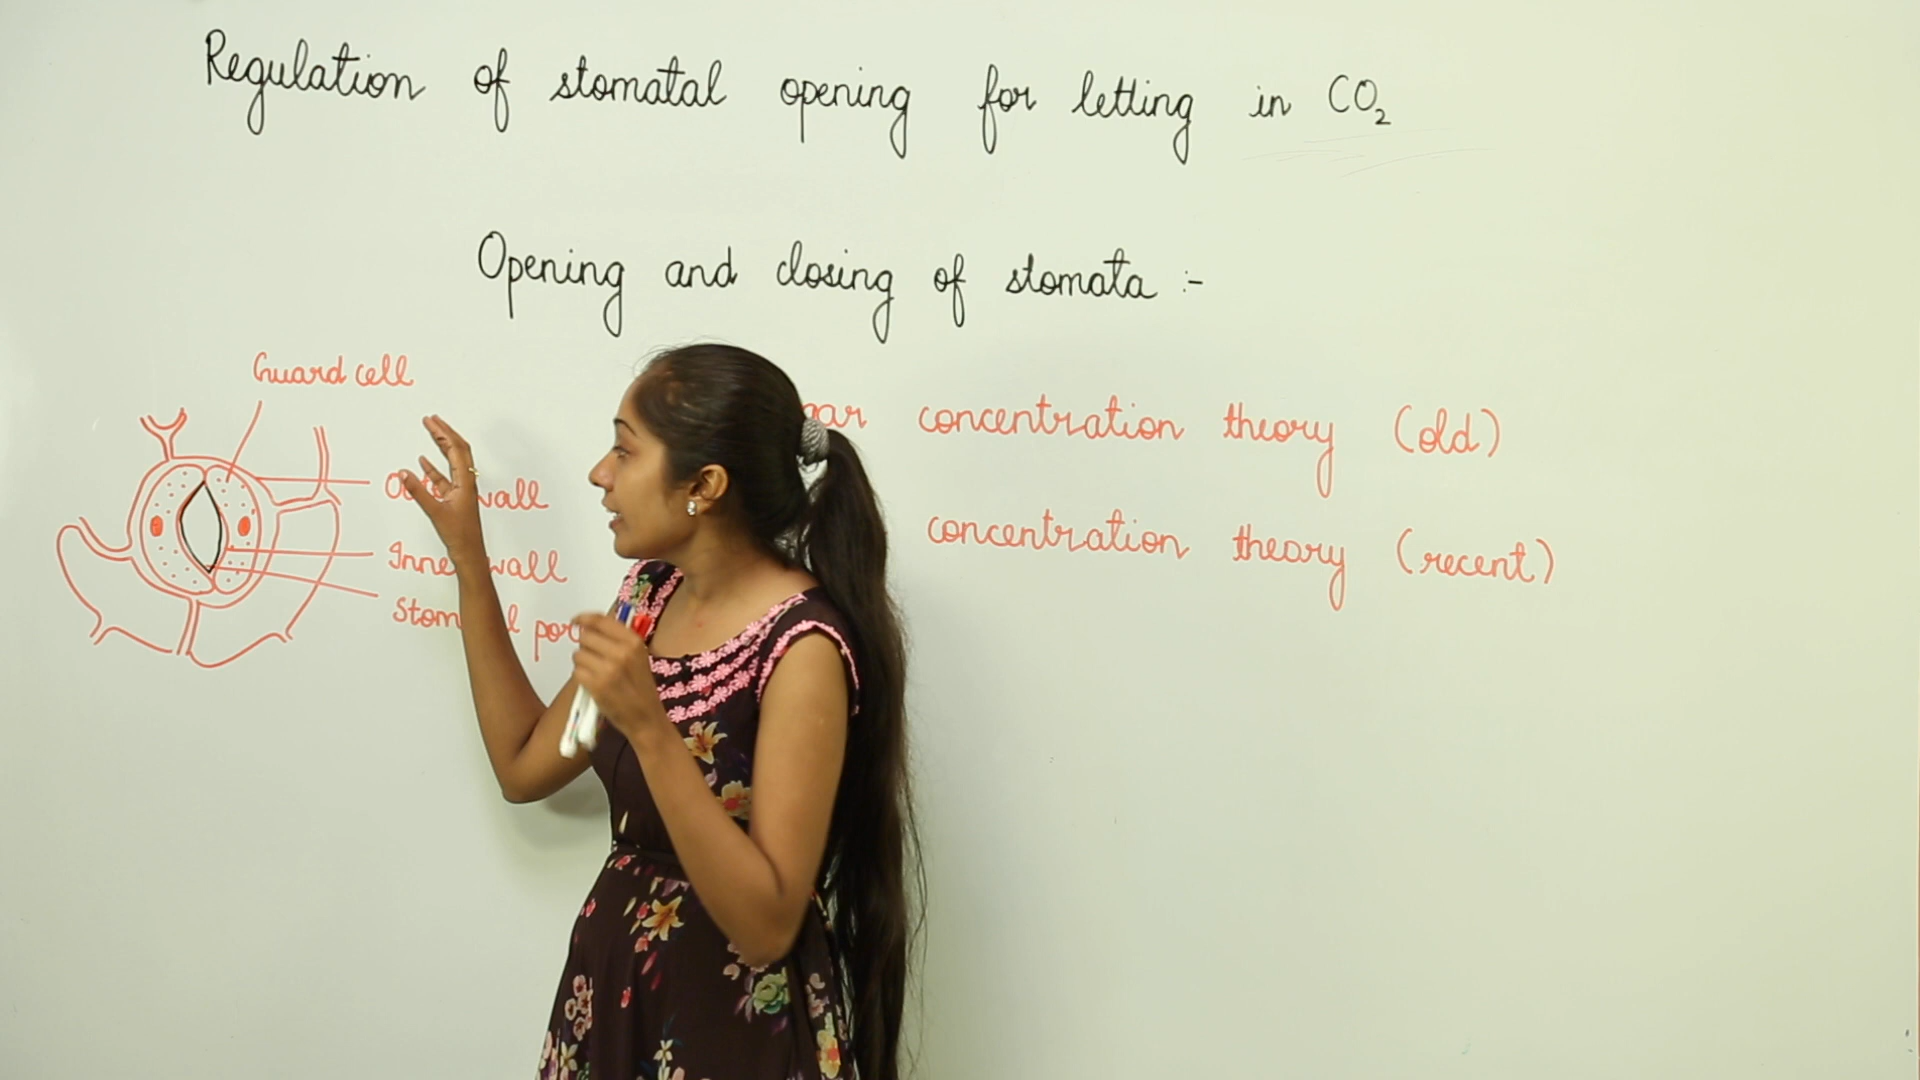 Regulation of stomatal opening for letting in CO₂
Opening and closing of stomata :-
Guard cell
wall
wall
concentration theory (old)
concentration theory (recent)